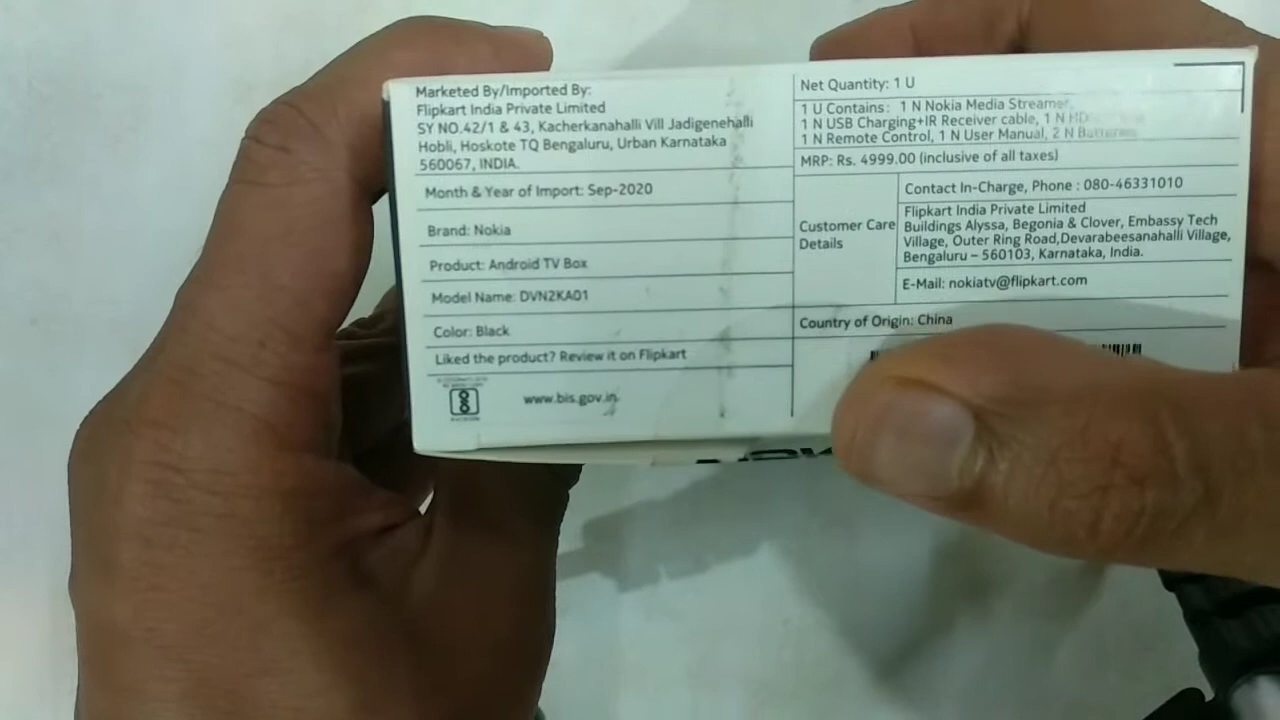 Marketed By/Imported By:
Flipkart India Private Limited
SY NO.42/1 & 43, Kacherkanahalli Vill Jadigenehalli
Hobli, Hoskote TQ Bengaluru, Urban Karnataka
560067, INDIA.
Month & Year of Import: Sep-2020
Brand: Nokia
Product: Android TV Box
Model Name: DVN2KA01
Color: Black
Liked the product? Review it on Flipkart
www.bis.gov.in
Net Quantity: 1 U
1 U Contains: 1 N Nokia Media Streamer,
1 N USB Charging+IR Receiver cable, 1 N
1 N Remote Control, 1 N User Manual, 2 N Batteries
MRP: Rs. 4999.00 (inclusive of all taxes)
Customer Care
Details
Contact In-Charge, Phone : 080-46331010
Flipkart India Private Limited
Buildings Alyssa, Begonia & Clover, Embassy Tech
Village, Outer Ring Road,Devarabeesanahalli Village,
Bengaluru – 560103, Karnataka, India.
E-Mail: nokiatv@flipkart.com
Country of Origin: China